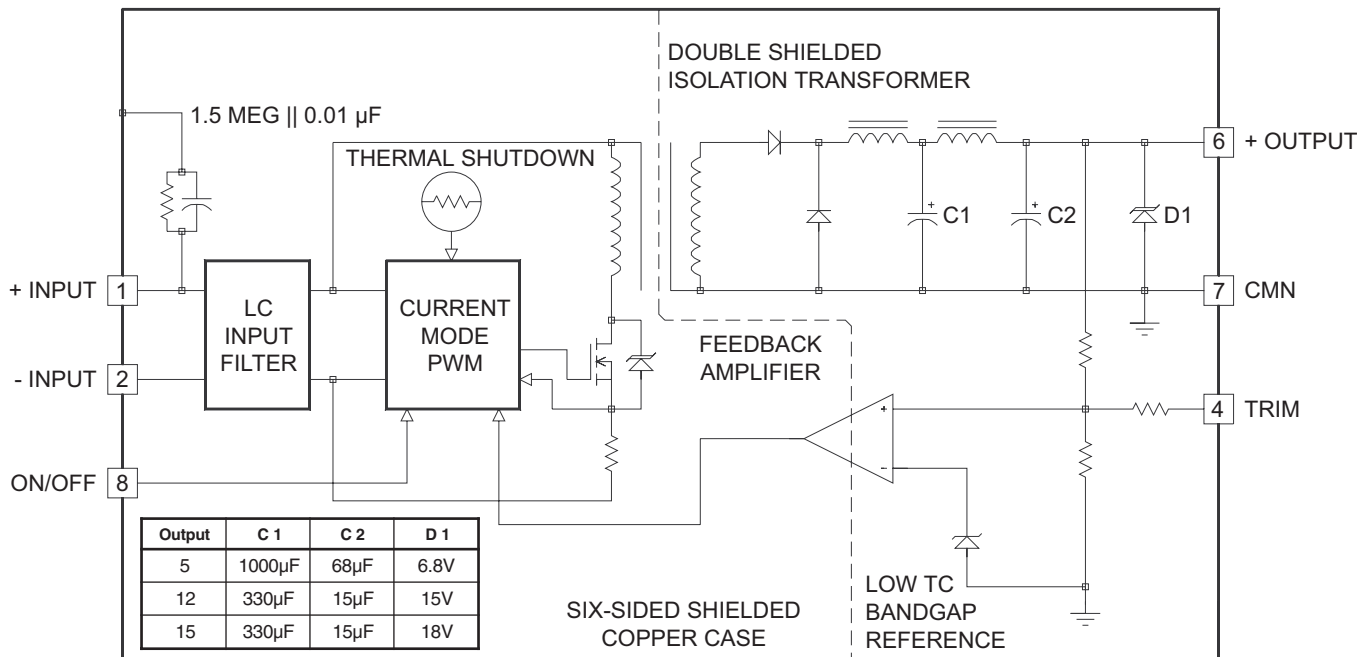 DOUBLE SHIELDED
ISOLATION TRANSFORMER
1.5 MEG || 0.01 µF
THERMAL SHUTDOWN
6 + OUTPUT
+
C1
+
C2
D1
+ INPUT 1
LC
INPUT
FILTER
CURRENT
MODE
PWM
7 CMN
- INPUT 2
FEEDBACK
AMPLIFIER
+
4 TRIM
-
ON/OFF 8
Output C 1 C 2 D 1
5 1000µF 68µF 6.8V
12 330µF 15µF 15V
15 330µF 15µF 18V
SIX-SIDED SHIELDED
COPPER CASE
LOW TC
BANDGAP
REFERENCE